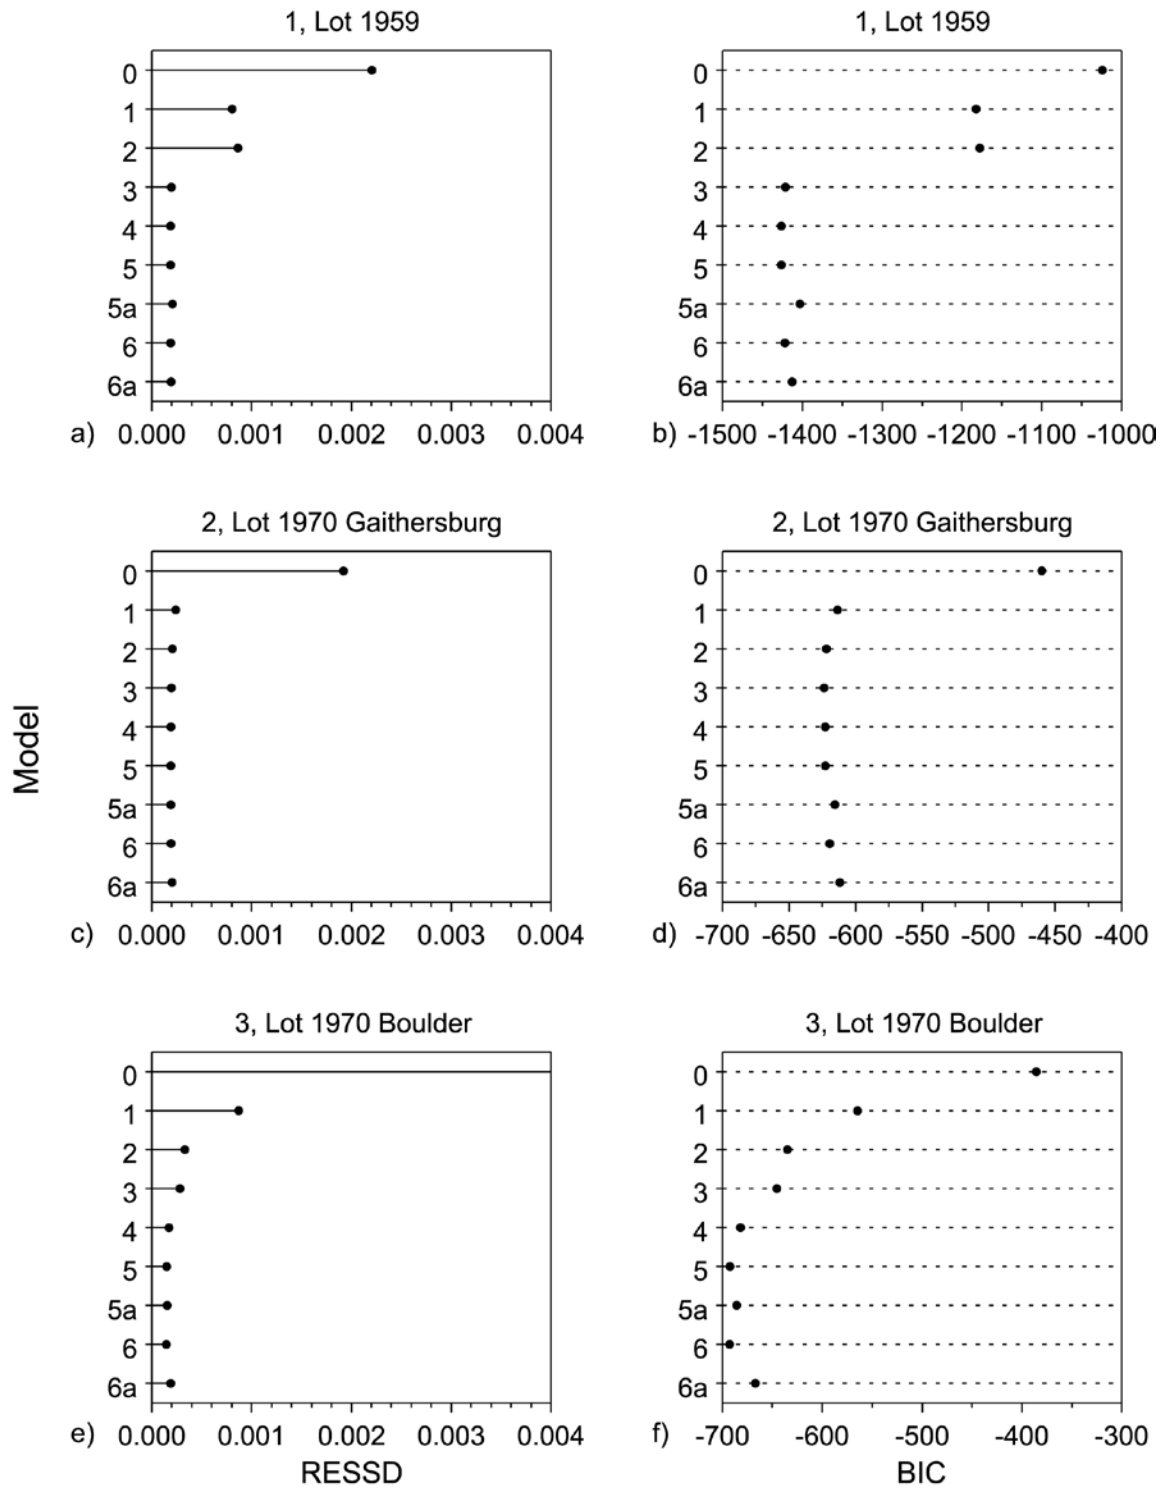 1, Lot 1959
0
1
2
3
4
5
5a
6
6a
a) 0.000 0.001 0.002 0.003 0.004
1, Lot 1959
0
1
2
3
4
5
5a
6
6a
b) -1500 -1400 -1300 -1200 -1100 -1000
2, Lot 1970 Gaithersburg
0
1
2
3
4
5
5a
6
6a
c) 0.000 0.001 0.002 0.003 0.004
2, Lot 1970 Gaithersburg
0
1
2
3
4
5
5a
6
6a
d) -700 -650 -600 -550 -500 -450 -400
Model
3, Lot 1970 Boulder
0
1
2
3
4
5
5a
6
6a
e) 0.000 0.001 0.002 0.003 0.004
RESSD
3, Lot 1970 Boulder
0
1
2
3
4
5
5a
6
6a
f) -700 -600 -500 -400 -300
BIC